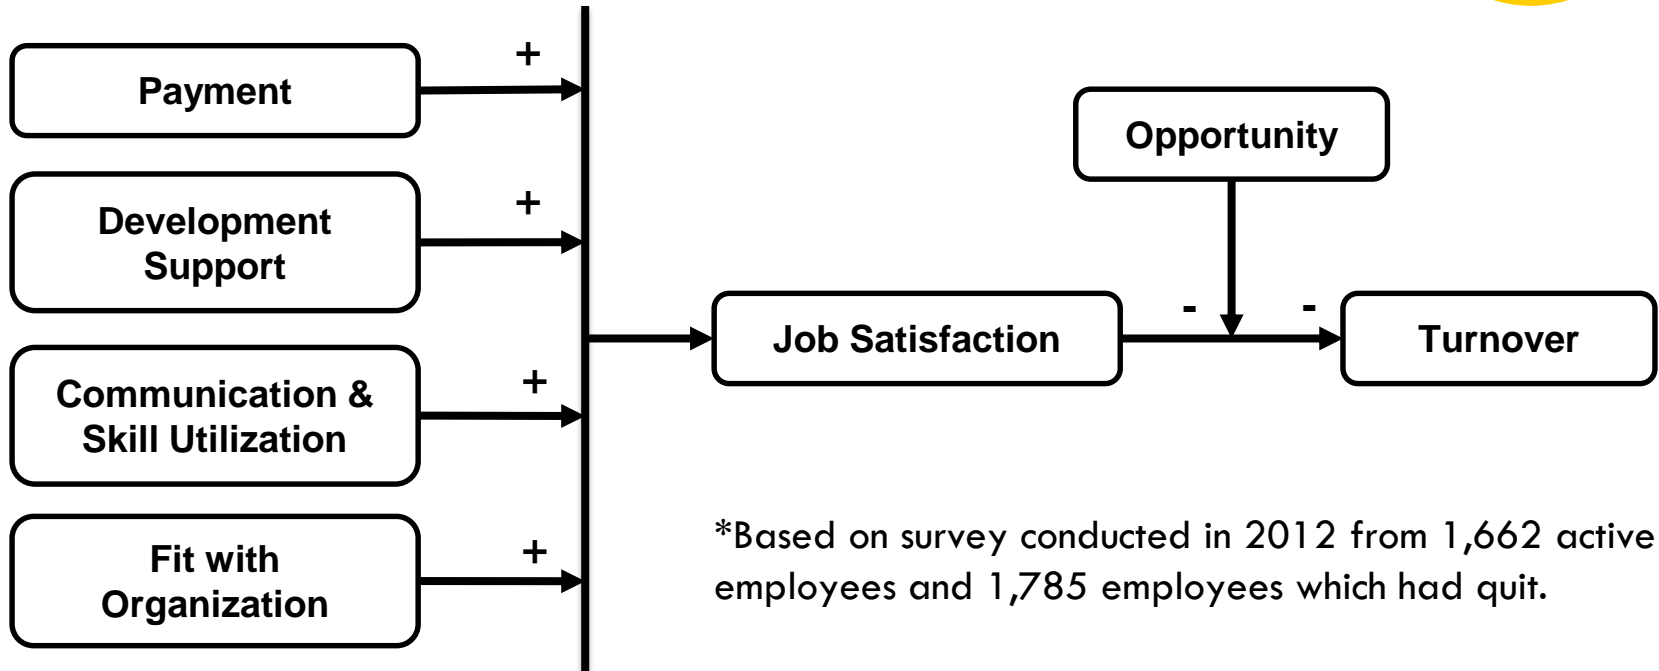 +
Payment
Opportunity
+
Development
Support
- -
Job Satisfaction
Turnover
+
Communication &
Skill Utilization
+
Fit with
Organization
*Based on survey conducted in 2012 from 1,662 active
employees and 1,785 employees which had quit.